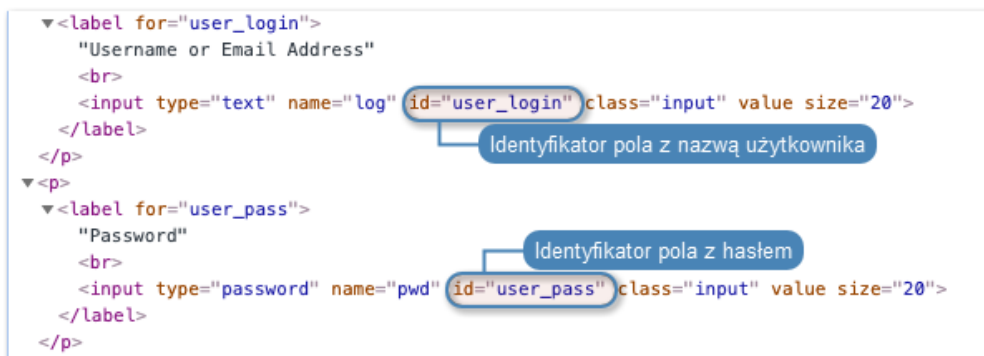 ▼<label for="user_login">
"Username or Email Address"
<br>
<input type="text" name="log" id="user_login" class="input" value size="20">
</label>
Identyfikator pola z nazwą użytkownika
</p>
▼<p>
▼<label for="user_pass">
"Password"
Identyfikator pola z hasłem
<br>
<input type="password" name="pwd" id="user_pass" class="input" value size="20">
</label>
</p>